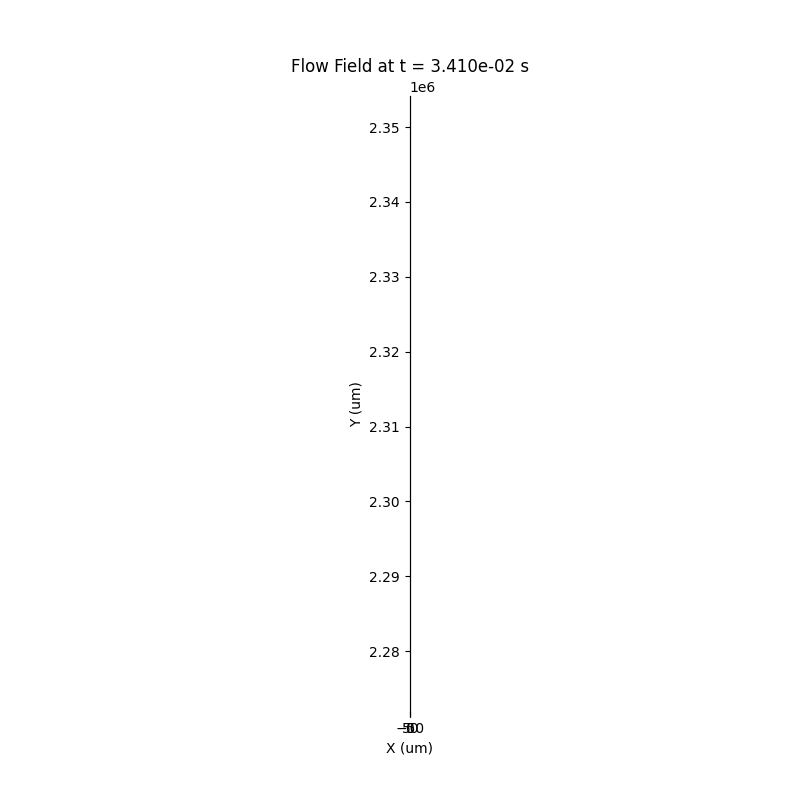 Flow Field at t = 3.410e-02 s
1e6
2.35
2.34
2.33
2.32
2.31
2.30
2.29
2.28
Y (um)
X (um)